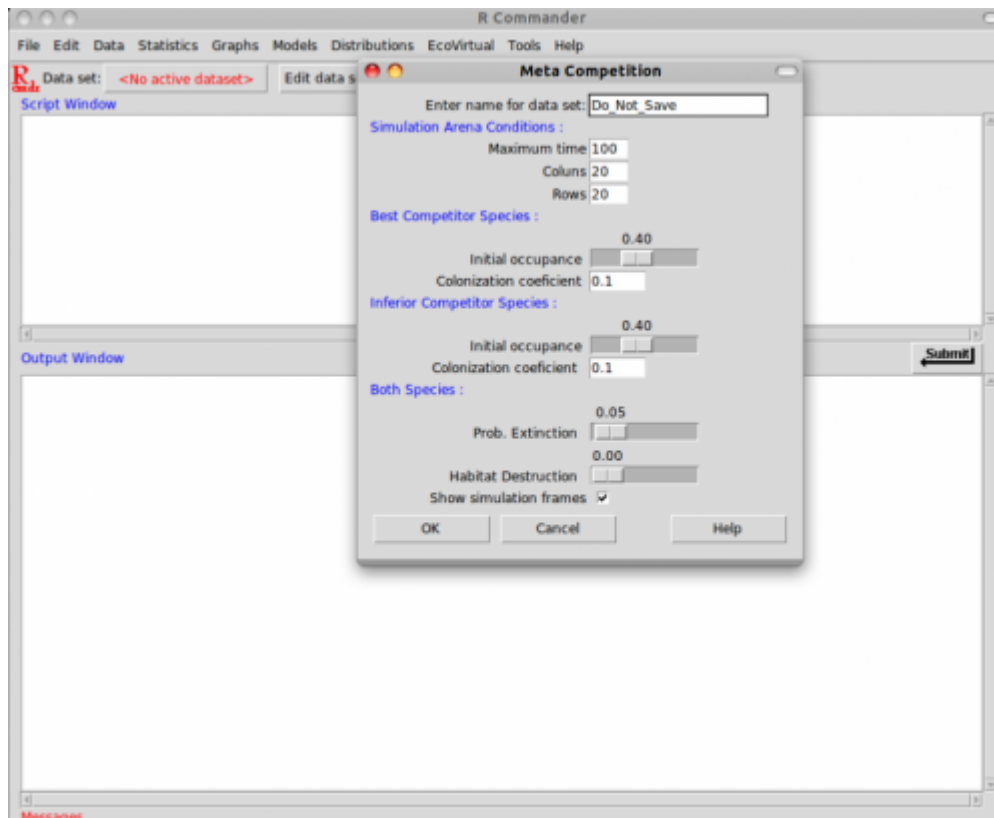 R Commander
File Edit Data Statistics Graphs Models Distributions EcoVirtual Tools Help
R Data set: <No active dataset> Edit data s
Script Window
Meta Competition
Enter name for data set: Do_Not_Save
Simulation Arena Conditions :
Maximum time 100
Coluns 20
Rows 20
Best Competitor Species :
0.40
Initial occupance
Colonization coeficient 0.1
Inferior Competitor Species :
0.40
Initial occupance
Colonization coeficient 0.1
Both Species :
0.05
Prob. Extinction
0.00
Habitat Destruction
Show simulation frames
OK Cancel Help
Output Window
Submit
Messages